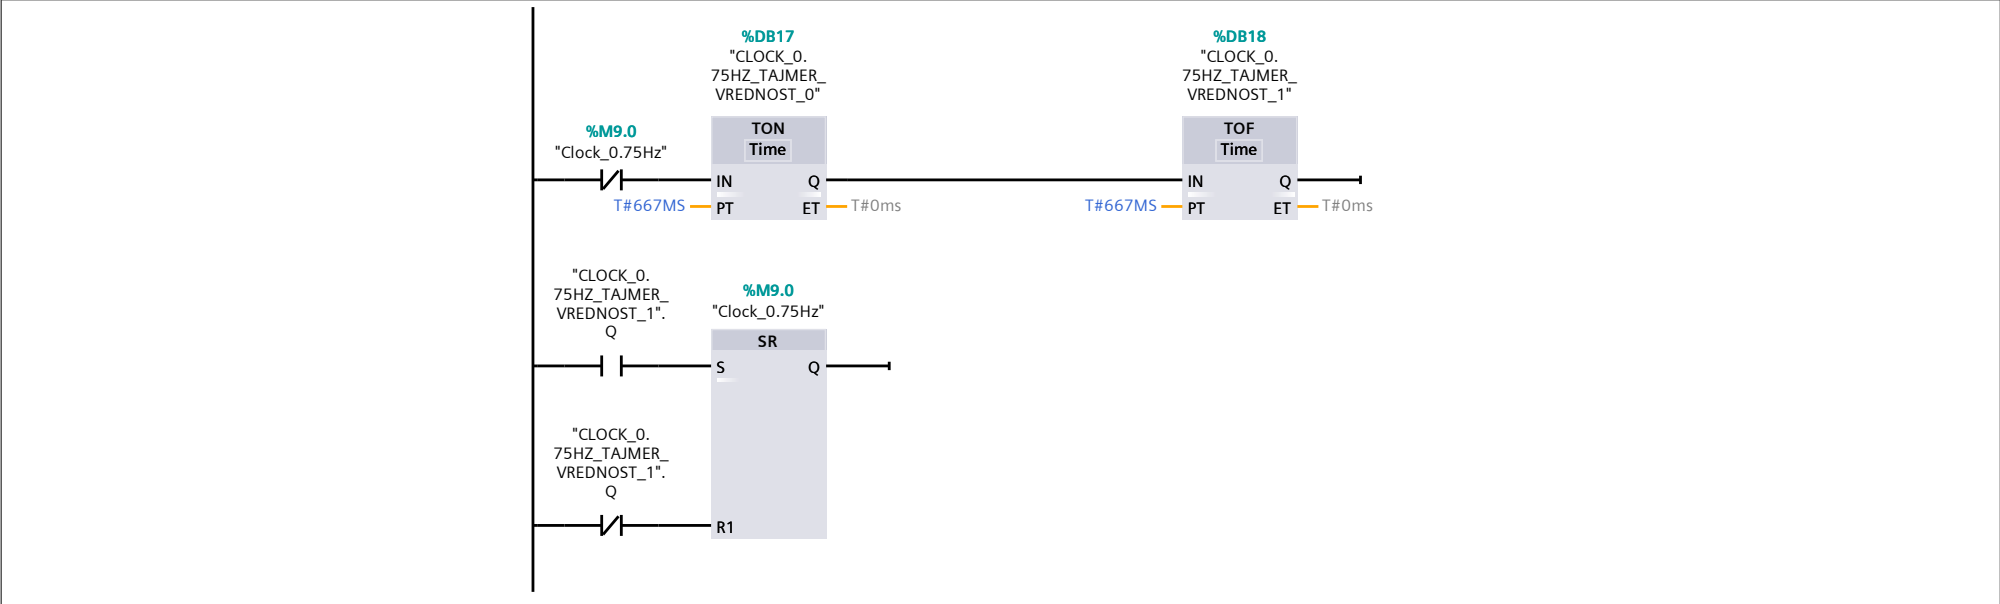 %DB17
"CLOCK_0.
75HZ_TAJMER_
VREDNOST_0"
%DB18
"CLOCK_0.
75HZ_TAJMER_
VREDNOST_1"
%M9.0
"Clock_0.75Hz"
TON
Time
TOF
Time
IN Q
IN Q
T#667MS PT ET T#0ms
T#667MS PT ET T#0ms
"CLOCK_0.
75HZ_TAJMER_
VREDNOST_1".
Q
%M9.0
"Clock_0.75Hz"
SR
S Q
"CLOCK_0.
75HZ_TAJMER_
VREDNOST_1".
Q
R1